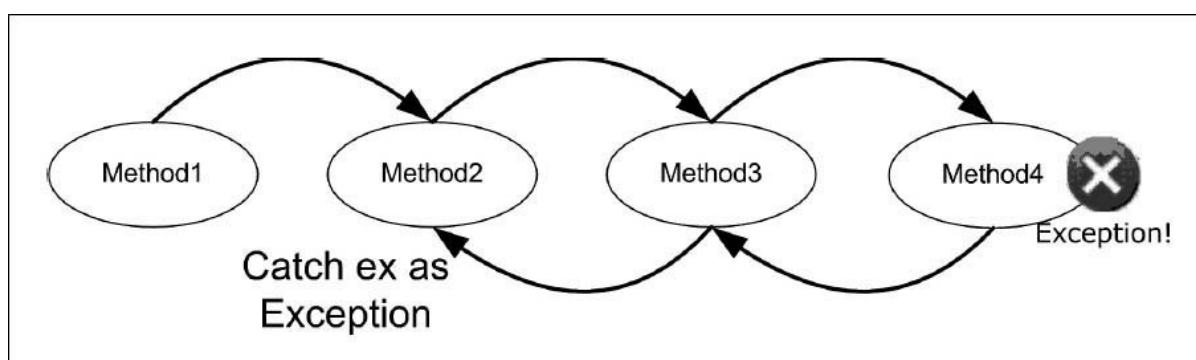 Method1
Method2
Method3
Method4
Exception!
Catch ex as
Exception